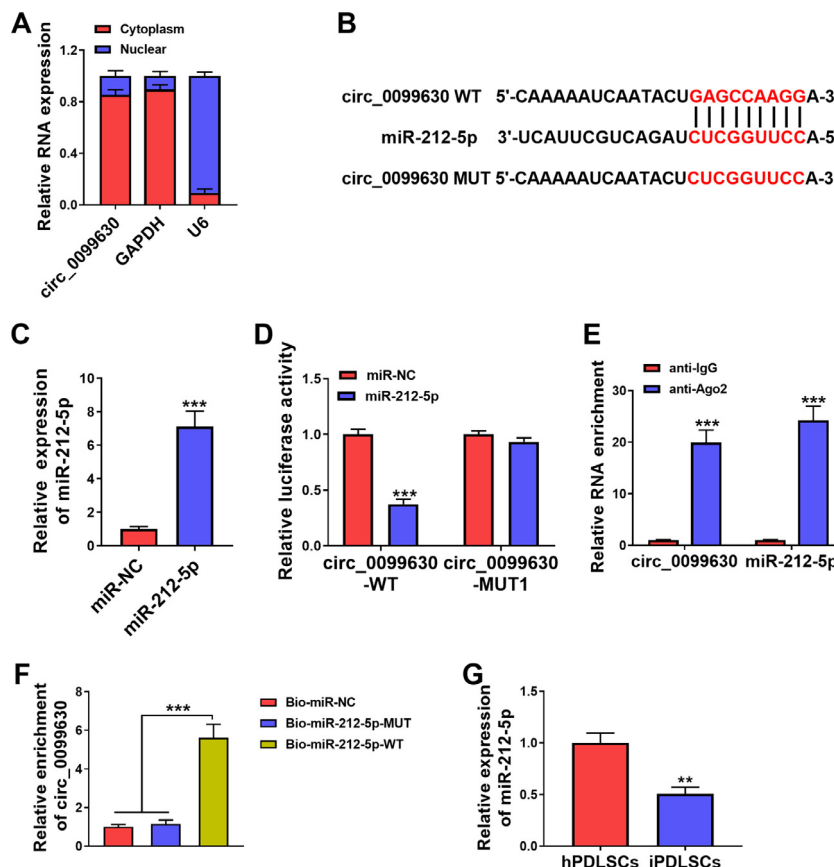 A
Cytoplasm
Nuclear
Relative RNA expression
1.2
0.8
0.4
0.0
circ_0099630
GAPDH
U6
B
circ_0099630 WT 5'-CAAAAAUCAAUACUGAGCCAAGGA-3
miR-212-5p 3'-UCAUUCGUCAGAUCUCGGUUCCA-5
circ_0099630 MUT 5'-CAAAAAUCAAUACUCUCGGUUCCA-3
C
Relative expression
of miR-212-5p
10
8
6
4
2
0
***
miR-NC
miR-212-5p
D
miR-NC
miR-212-5p
Relative luciferase activity
1.5
1.0
0.5
0.0
***
circ_0099630
-WT
circ_0099630
-MUT1
E
anti-IgG
anti-Ago2
Relative RNA enrichment
30
20
10
0
***
***
circ_0099630
miR-212-5p
F
Relative enrichment
of circ_0099630
8
6
4
2
0
***
Bio-miR-NC
Bio-miR-212-5p-MUT
Bio-miR-212-5p-WT
G
Relative expression
of miR-212-5p
1.5
1.0
0.5
0.0
**
hPDLSCs
iPDLSCs